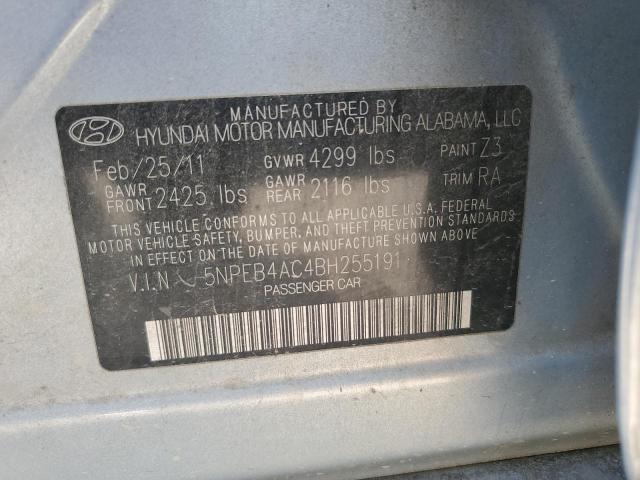 MANUFACTURED BY
HYUNDAI MOTOR MANUFACTURING ALABAMA, LLC
Feb/25/11 GVWR 4299 lbs PAINT Z3
GAWR FRONT 2425 lbs GAWR REAR 2116 lbs TRIM RA
THIS VEHICLE CONFORMS TO ALL APPLICABLE U.S.A. FEDERAL
MOTOR VEHICLE SAFETY, BUMPER, AND THEFT PREVENTION STANDARDS
IN EFFECT ON THE DATE OF MANUFACTURE SHOWN ABOVE.
V.I.N 5NPEB4AC4BH255191
PASSENGER CAR